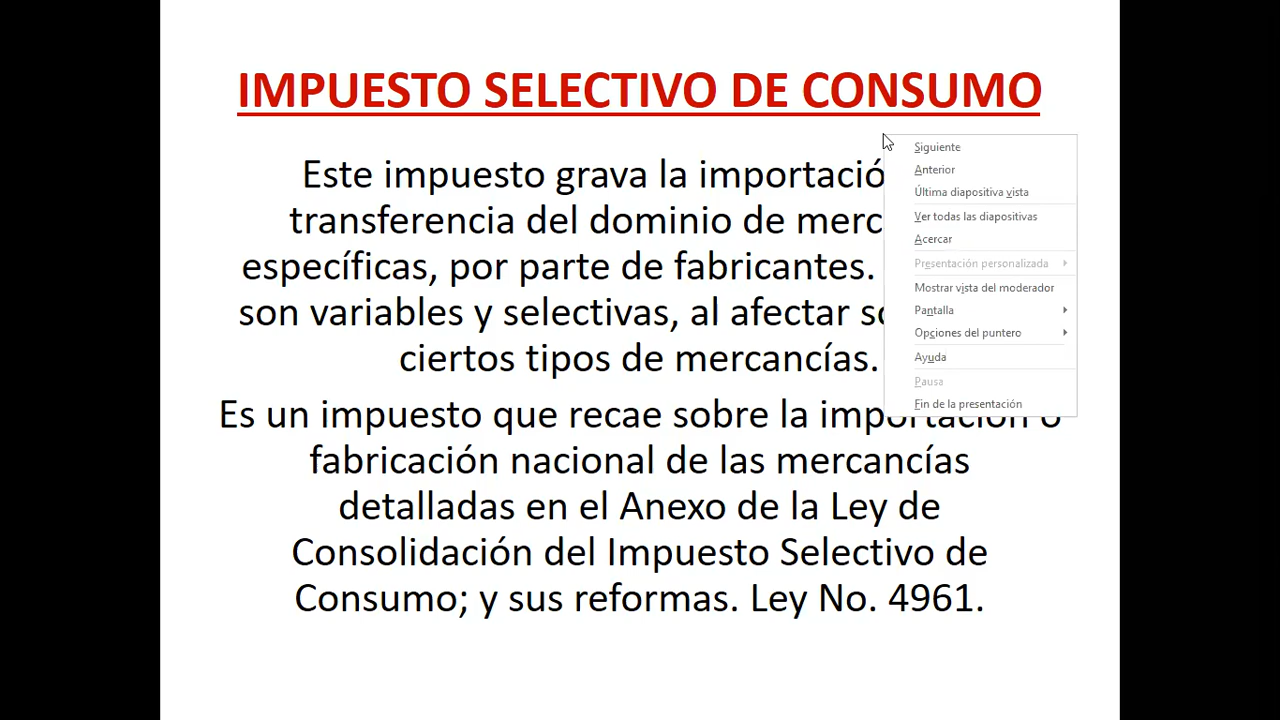 IMPUESTO SELECTIVO DE CONSUMO
Este impuesto grava la importació
transferencia del dominio de merc
específicas, por parte de fabricantes.
son variables y selectivas, al afectar
ciertos tipos de mercancías.
Es un impuesto que recae sobre la importación o
fabricación nacional de las mercancías
detalladas en el Anexo de la Ley de
Consolidación del Impuesto Selectivo de
Consumo; y sus reformas. Ley No. 4961.
Siguiente
Anterior
Última diapositiva vista
Ver todas las diapositivas
Acercar
Presentación personalizada
Mostrar vista del moderador
Pantalla
Opciones del puntero
Ayuda
Pausa
Fin de la presentación